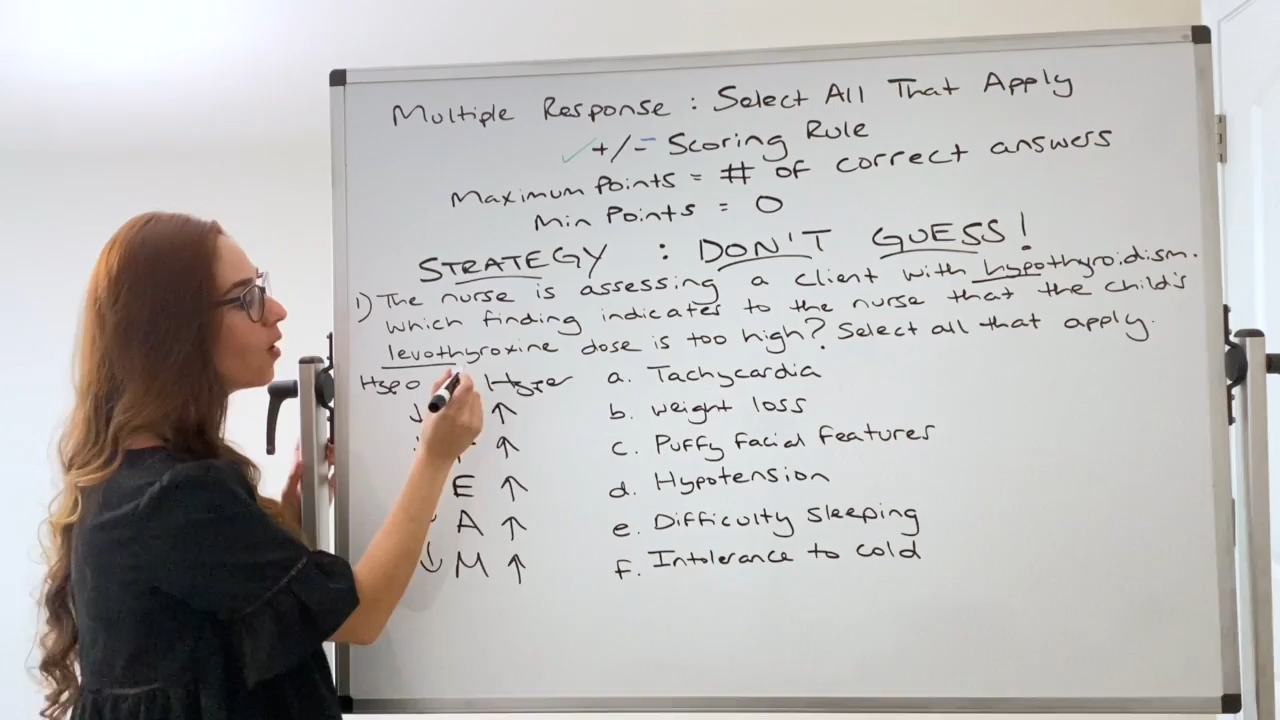 Multiple Response : Select All That Apply
✓ +/- Scoring Rule
Maximum Points = # of correct answers
Min Points = 0
STRATEGY : DON'T GUESS!
1) The nurse is assessing a client with hypothyroidism.
which finding indicates to the nurse that the child's
levothyroxine dose is too high? Select all that apply.
Hypo Hyper
a. Tachycardia
↑
b. weight loss
↑
c. Puffy facial features
E ↑
d. Hypotension
A ↑
e. Difficulty sleeping
↓ M ↑
f. Intolerance to cold